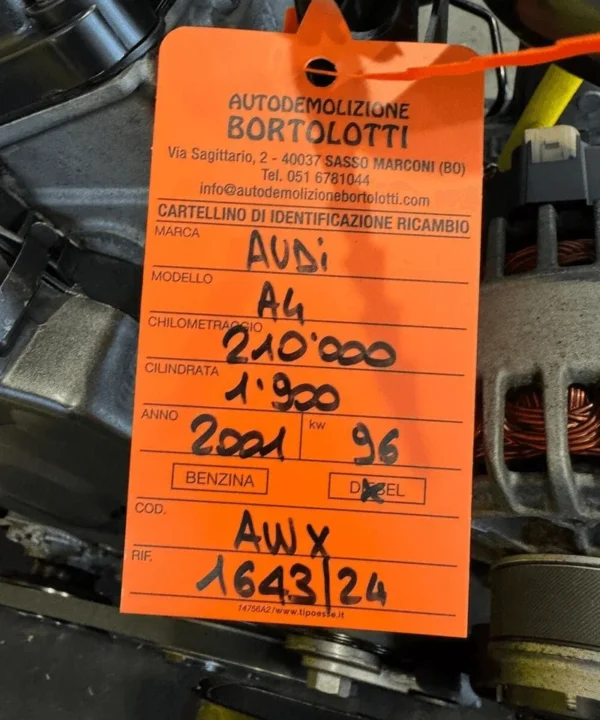 AUTODEMOLIZIONE
BORTOLOTTI
Via Sagittario, 2 - 40037 SASSO MARCONI (BO)
Tel. 051 6781044
info@autodemolizionebortolotti.com
CARTELLINO DI IDENTIFICAZIONE RICAMBIO
MARCA AUDi
MODELLO A4
CHILOMETRAGGIO 210'000
CILINDRATA 1'900
ANNO 2001 kw 96
BENZINA DIESEL
COD. AWX
RIF. 1643/24
14756A2/www.tipoesse.it